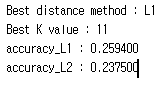 Best distance method : L1
Best K value : 11
accuracy_L1 : 0.259400
accuracy_L2 : 0.237500